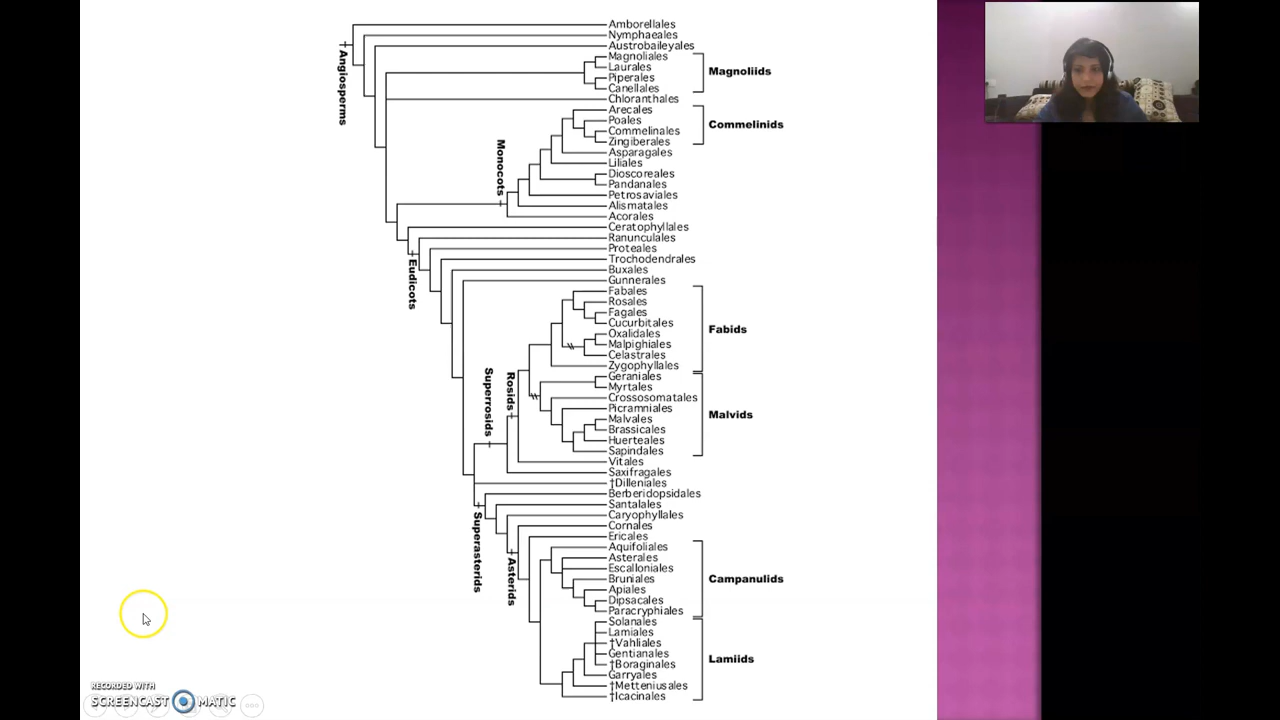 Amborellales
Nymphaeales
Austrobaileyales
Magnoliales
Laurales
Piperales
Canellales
Magnoliids
Chloranthales
Arecales
Poales
Commelinales
Zingiberales
Commelinids
Asparagales
Liliales
Dioscoreales
Pandanales
Petrosaviales
Alismatales
Acorales
Monocots
Angiosperms
Ceratophyllales
Ranunculales
Proteales
Trochodendrales
Buxales
Gunnerales
Eudicots
Fabales
Rosales
Fagales
Cucurbitales
Oxalidales
Malpighiales
Celastrales
Zygophyllales
Fabids
Geraniales
Myrtales
Crossosomatales
Picramniales
Malvales
Brassicales
Huerteales
Sapindales
Malvids
Rosids
Superrosids
Vitales
Saxifragales
†Dilleniales
Berberidopsidales
Santalales
Caryophyllales
Cornales
Ericales
Superasterids
Asterids
Aquifoliales
Asterales
Escalloniales
Bruniales
Apiales
Dipsacales
Paracryphiales
Campanulids
Solanales
Lamiales
†Vahliales
Gentianales
†Boraginales
Garryales
†Metteniusales
†Icacinales
Lamiids
RECORDED WITH
SCREENCAST MATIC